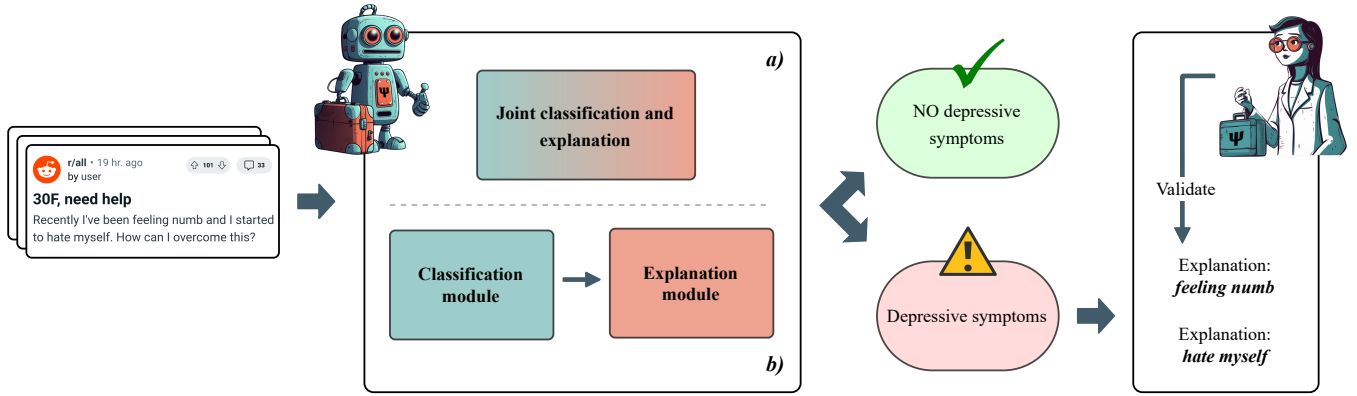 r/all • 19 hr. ago
by user
101
33
30F, need help
Recently I've been feeling numb and I started
to hate myself. How can I overcome this?
Ψ
a)
Joint classification and
explanation
Classification
module
Explanation
module
b)
NO depressive
symptoms
Depressive symptoms
Ψ
Validate
Explanation:
feeling numb
Explanation:
hate myself